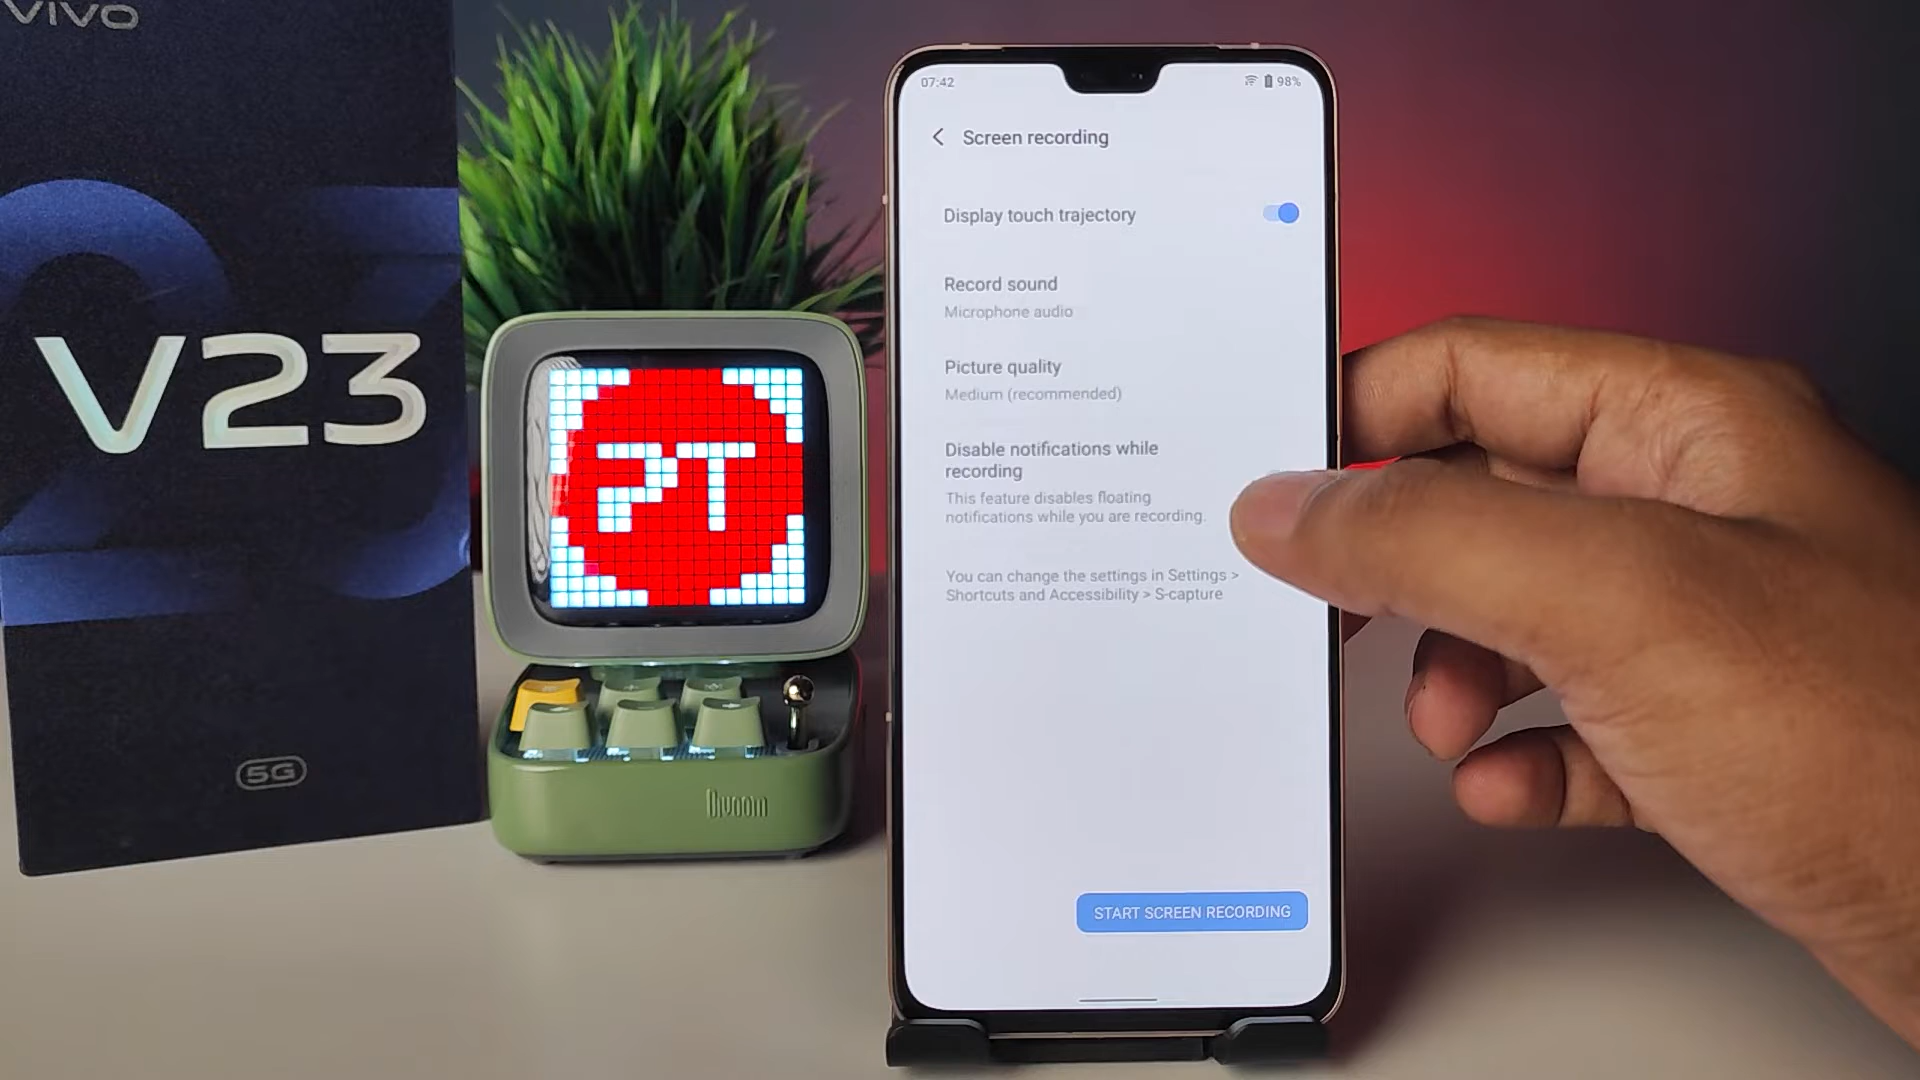 VIVO
V23
5G
PT
Divoom
07:42
98%
Screen recording
Display touch trajectory
Record sound
Microphone audio
Picture quality
Medium (recommended)
Disable notifications while
recording
This feature disables floating
notifications while you are recording.
You can change the settings in Settings >
Shortcuts and Accessibility > S-capture
START SCREEN RECORDING